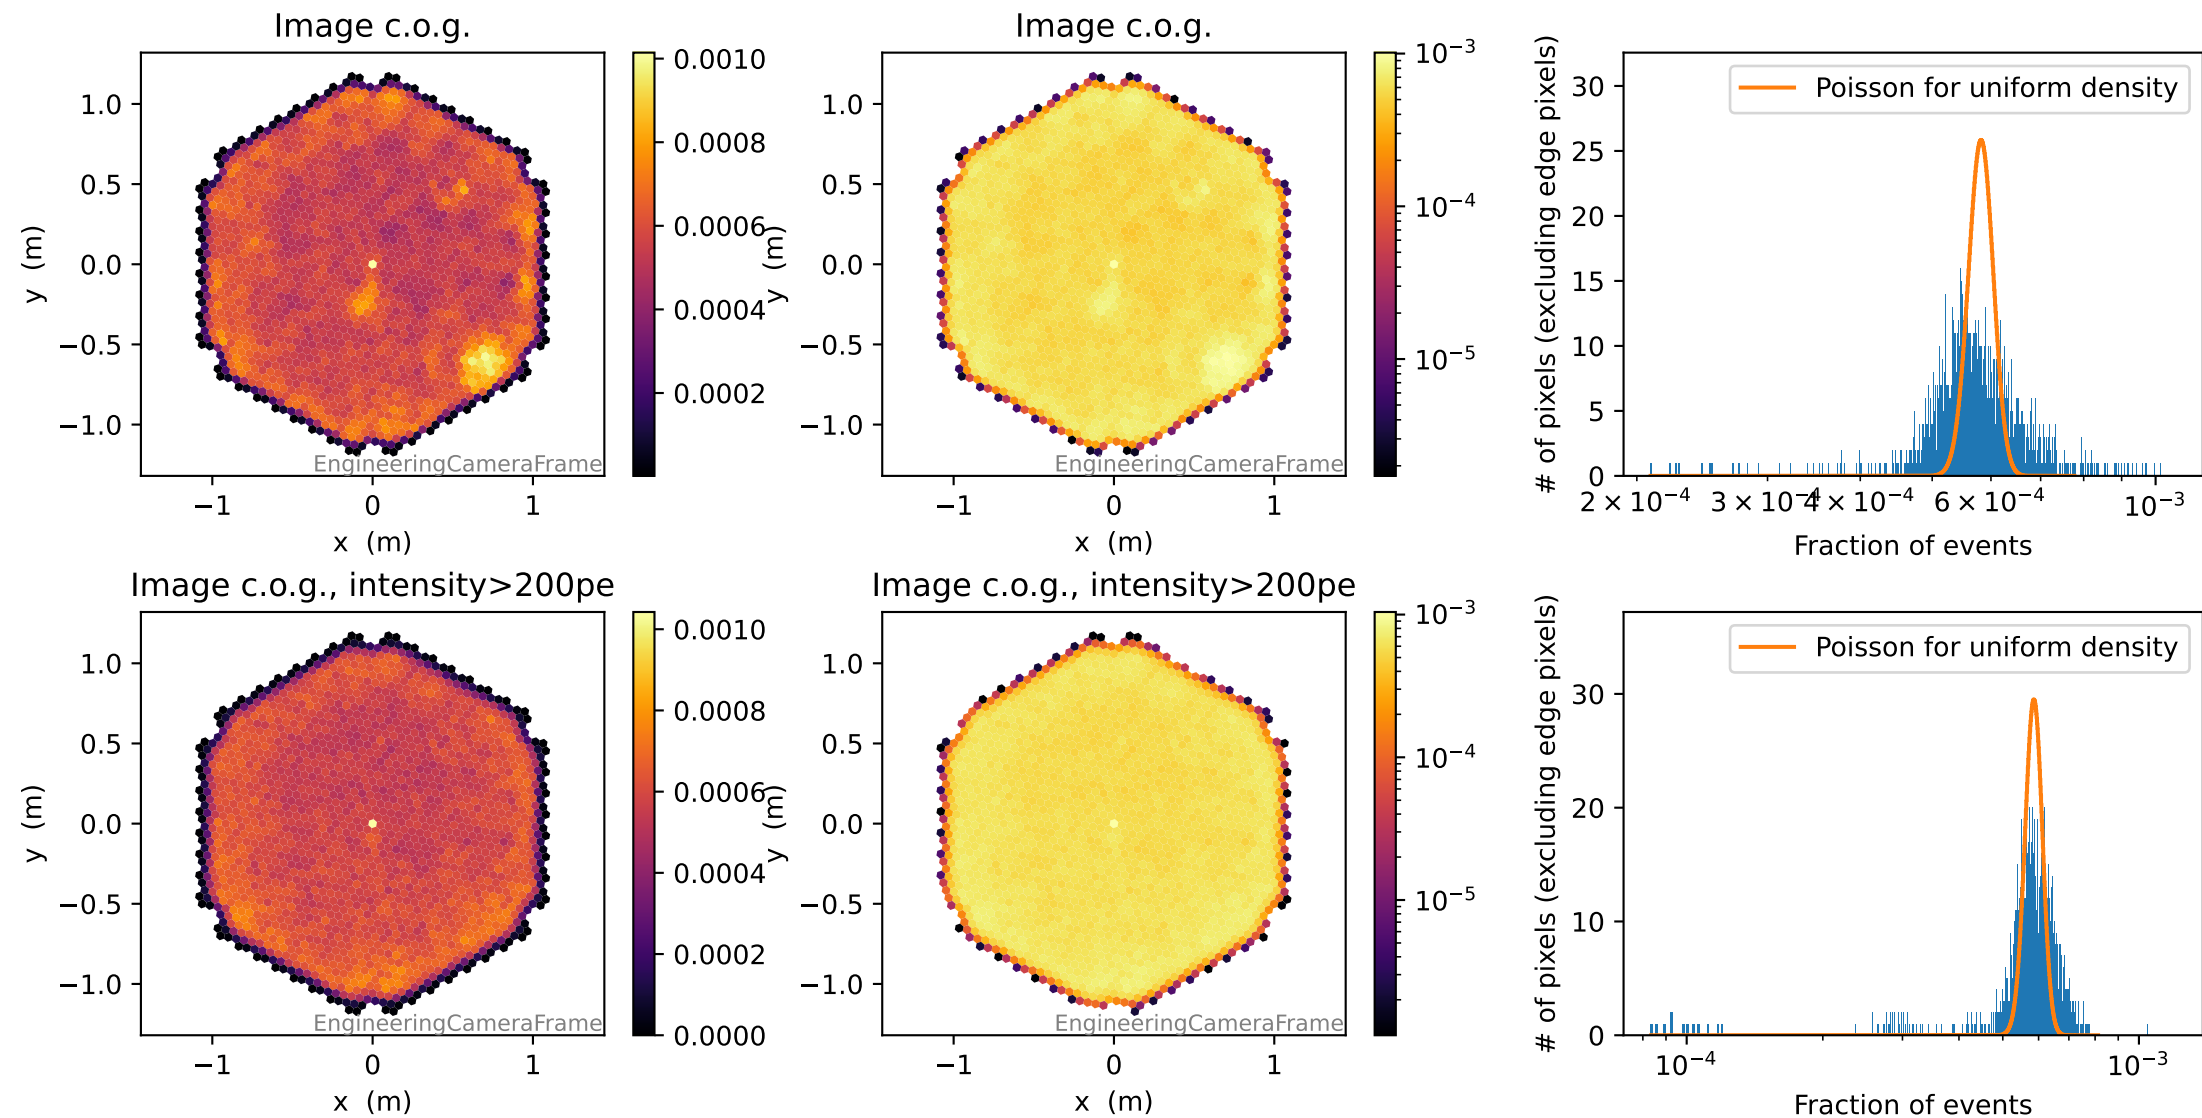 Image c.o.g.
1.0
0.5
0.0
−0.5
−1.0
y (m)
−1 0 1
x (m)
EngineeringCameraFrame
0.0010
0.0008
0.0006
0.0004
0.0002
Image c.o.g.
1.0
0.5
0.0
−0.5
−1.0
y (m)
−1 0 1
x (m)
EngineeringCameraFrame
10⁻³
10⁻⁴
10⁻⁵
Poisson for uniform density
30
25
20
15
10
5
0
# of pixels (excluding edge pixels)
2 × 10⁻⁴ 3 × 10⁻⁴ 4 × 10⁻⁴ 6 × 10⁻⁴ 10⁻³
Fraction of events
Image c.o.g., intensity>200pe
1.0
0.5
0.0
−0.5
−1.0
y (m)
−1 0 1
x (m)
EngineeringCameraFrame
0.0010
0.0008
0.0006
0.0004
0.0002
0.0000
Image c.o.g., intensity>200pe
1.0
0.5
0.0
−0.5
−1.0
y (m)
−1 0 1
x (m)
EngineeringCameraFrame
10⁻³
10⁻⁴
10⁻⁵
Poisson for uniform density
30
20
10
0
# of pixels (excluding edge pixels)
10⁻⁴ 10⁻³
Fraction of events